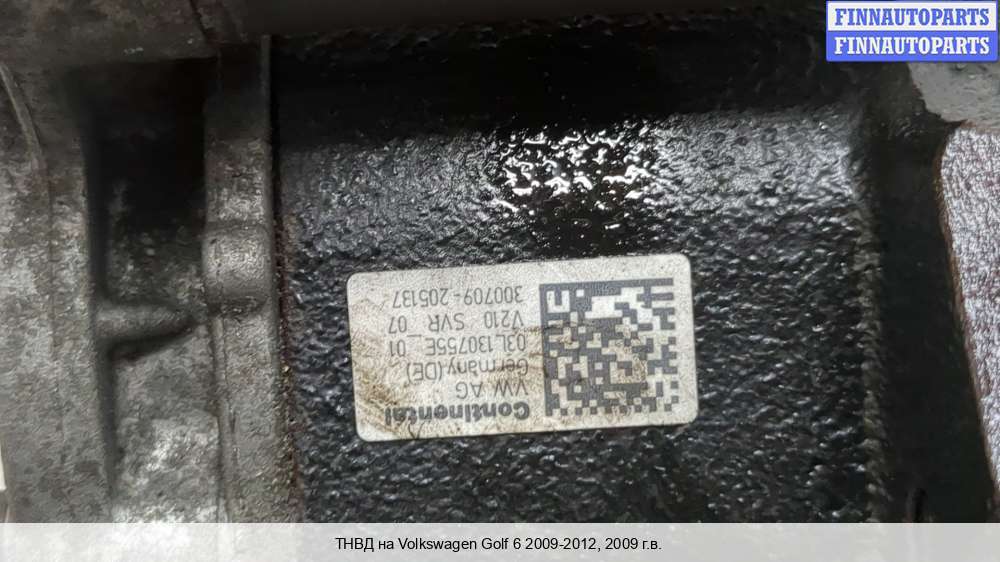 FINNAUTOPARTS
FINNAUTOPARTS
Continental
VW AG
Germany(DE)
03L130755E_01
V210 SVR 07
300709-205137
ТНВД на Volkswagen Golf 6 2009-2012, 2009 г.в.